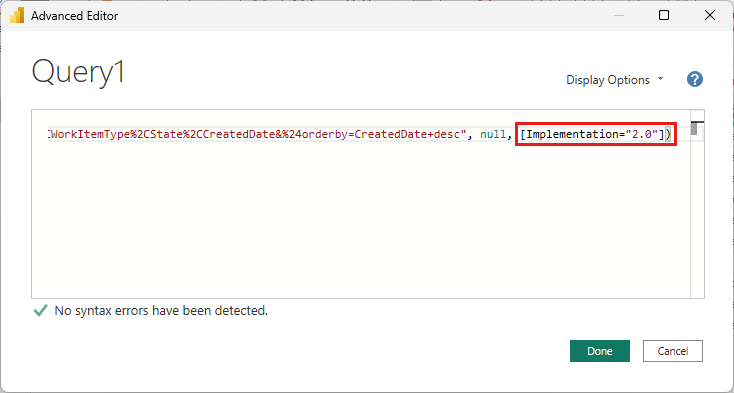 Advanced Editor
Query1
Display Options
?
WorkItemType%2CState%2CCreatedDate&%24orderby=CreatedDate+desc", null, [Implementation="2.0"])
No syntax errors have been detected.
Done
Cancel